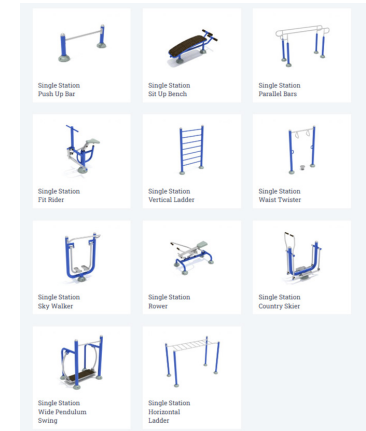 Single Station
Push Up Bar
Single Station
Sit Up Bench
Single Station
Parallel Bars
Single Station
Fit Rider
Single Station
Vertical Ladder
Single Station
Waist Twister
Single Station
Sky Walker
Single Station
Rower
Single Station
Country Skier
Single Station
Wide Pendulum
Swing
Single Station
Horizontal
Ladder